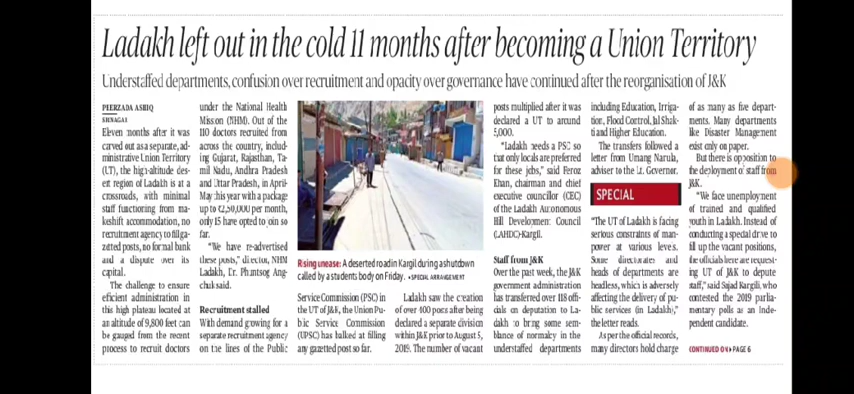 Ladakh left out in the cold 11 months after becoming a Union Territory
Understaffed departments, confusion over recruitment and opacity over governance have continued after the reorganisation of J&K
PEERZADA ASHIQ
SRINAGAR
Eleven months after it was
carved out as a separate, ad-
ministrative Union Territory
(UT), the high-altitude des-
ert region of Ladakh is at a
crossroads, with minimal
staff functioning from ma-
keshift accommodation, no
recruitment agency to fill ga-
zetted posts, no formal bank
and a dispute over its
capital.
The challenge to ensure
efficient administration in
this high plateau located at
an altitude of 9,800 feet can
be gauged from the recent
process to recruit doctors
under the National Health
Mission (NHM). Out of the
110 doctors recruited from
across the country, includ-
ing Gujarat, Rajasthan, Ta-
mil Nadu, Andhra Pradesh
and Uttar Pradesh, in April-
May this year with a package
up to ₹2,50,000 per month,
only 15 have opted to join so
far.
"We have re-advertised
these posts," director, NHM
Ladakh, Dr. Phuntsog Ang-
chuk said.
Recruitment stalled
With demand growing for a
separate recruitment agency
on the lines of the Public
Rising unease: A deserted road in Kargil during a shutdown
called by a students body on Friday. • SPECIAL ARRANGEMENT
Service Commission (PSC) in
the UT of J&K, the Union Pu-
blic Service Commission
(UPSC) has balked at filling
any gazetted post so far.
Ladakh saw the creation
of over 400 posts after being
declared a separate division
within J&K prior to August 5,
2019. The number of vacant
posts multiplied after it was
declared a UT to around
5,000.
"Ladakh needs a PSC so
that only locals are preferred
for these jobs," said Feroz
Khan, chairman and chief
executive councillor (CEC)
of the Ladakh Autonomous
Hill Development Council
(LAHDC)-Kargil.
Staff from J&K
Over the past week, the J&K
government administration
has transferred over 118 offi-
cials on deputation to La-
dakh to bring some sem-
blance of normalcy in the
understaffed departments
including Education, Irriga-
tion, Flood Control, Jal Shak-
ti and Higher Education.
The transfers followed a
letter from Umang Narula,
adviser to the Lt. Governor.
SPECIAL
"The UT of Ladakh is facing
serious constraints of man-
power at various levels.
Some directorates and
heads of departments are
headless, which is adversely
affecting the delivery of pu-
blic services (in Ladakh),"
the letter reads.
As per the official records,
many directors hold charge
of as many as five depart-
ments. Many departments
like Disaster Management
exist only on paper.
But there is opposition to
the deployment of staff from
J&K.
"We face unemployment
of trained and qualified
youth in Ladakh. Instead of
conducting a special drive to
fill up the vacant positions,
the officials here are request-
ing UT of J&K to depute
staff," said Sajad Kargili, who
contested the 2019 parlia-
mentary polls as an inde-
pendent candidate.
CONTINUED ON ▸ PAGE 6